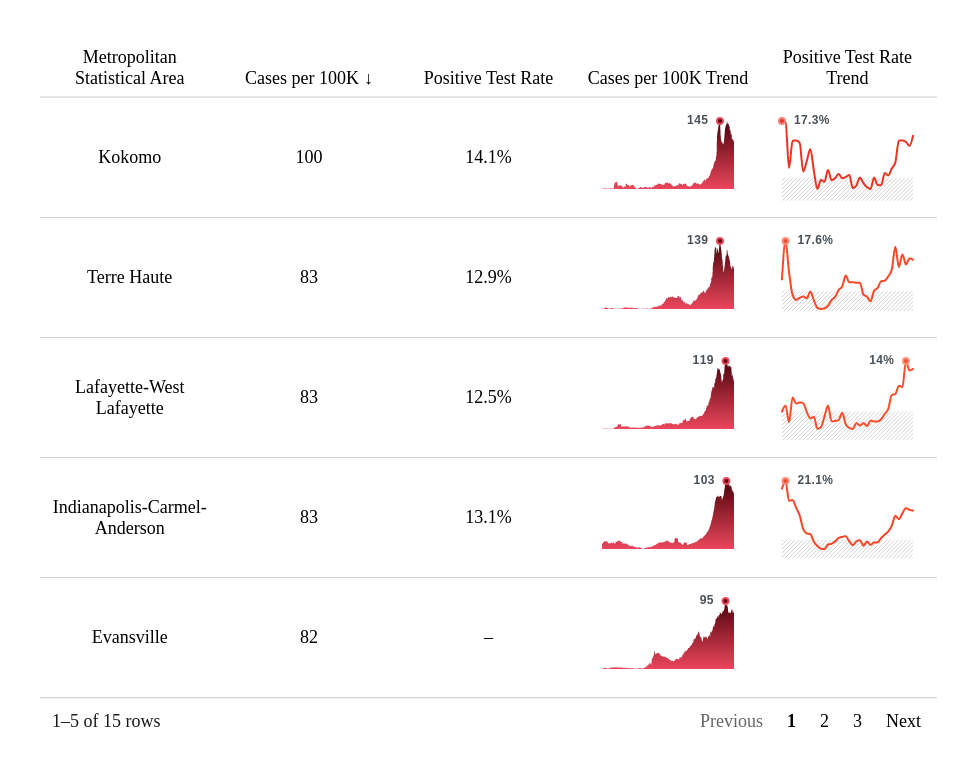 Metropolitan
Statistical Area
Cases per 100K ↓
Positive Test Rate
Cases per 100K Trend
Positive Test Rate
Trend
Kokomo
100
14.1%
145
17.3%
Terre Haute
83
12.9%
139
17.6%
Lafayette-West
Lafayette
83
12.5%
119
14%
Indianapolis-Carmel-
Anderson
83
13.1%
103
21.1%
Evansville
82
–
95
1–5 of 15 rows
Previous 1 2 3 Next